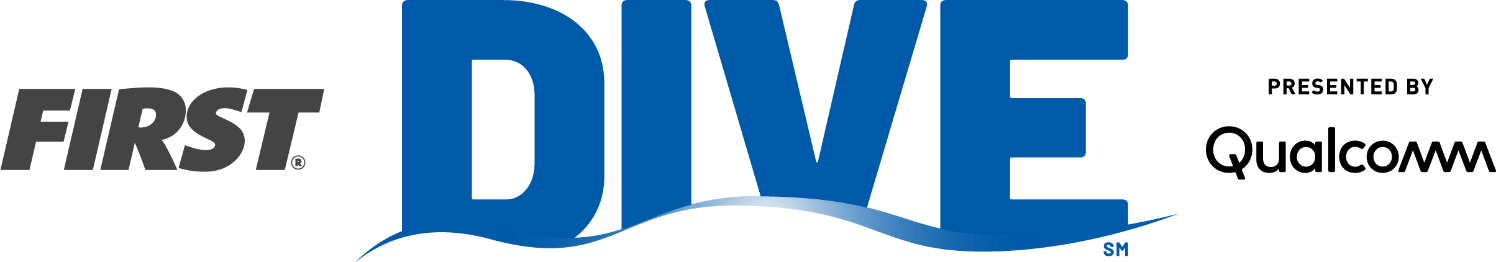 FIRST®
DIVE
SM
PRESENTED BY
Qualcomm